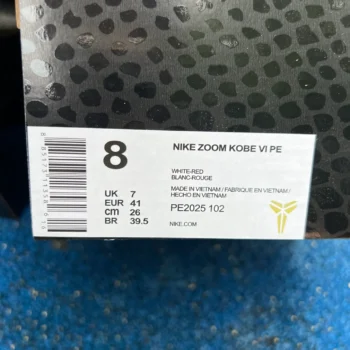 8
NIKE ZOOM KOBE VI PE
WHITE-RED
BLANC-ROUGE
UK 7
EUR 41
cm 26
BR 39.5
MADE IN VIETNAM / FABRIQUE EN VIETNAM /
HECHO EN VIETNAM
PE2025 102
NIKE.COM